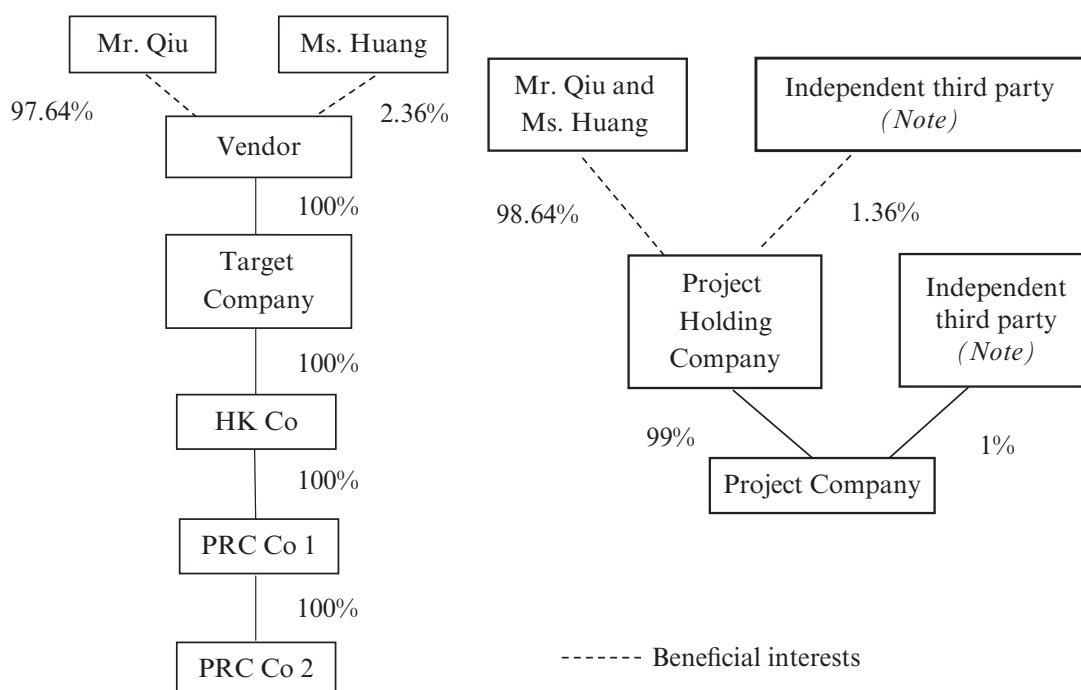 Mr. Qiu
Ms. Huang
97.64%
2.36%
Vendor
100%
Target
Company
100%
HK Co
100%
PRC Co 1
100%
PRC Co 2
Mr. Qiu and
Ms. Huang
Independent third party
(Note)
98.64%
1.36%
Project
Holding
Company
Independent
third party
(Note)
99%
1%
Project Company
Beneficial interests